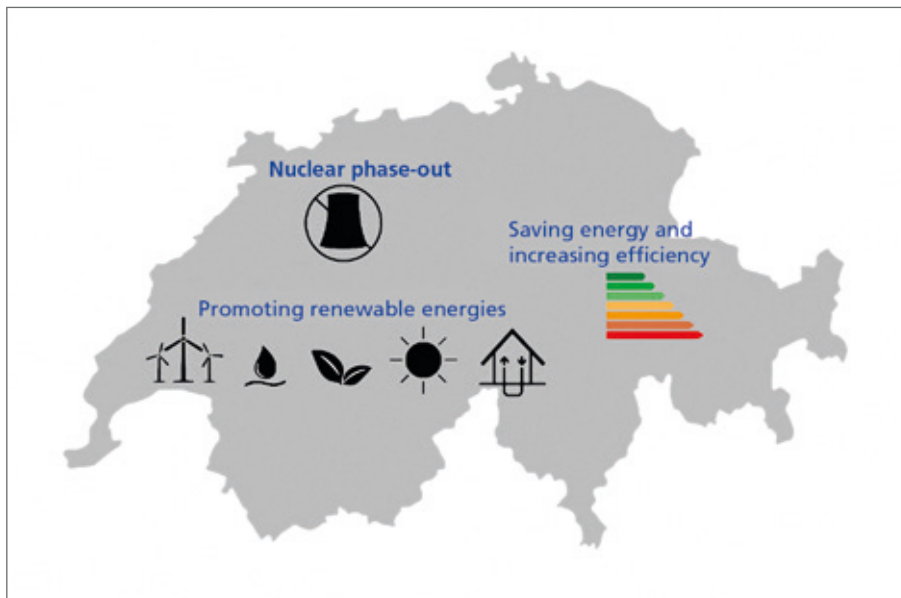 Nuclear phase-out
Saving energy and
increasing efficiency
Promoting renewable energies